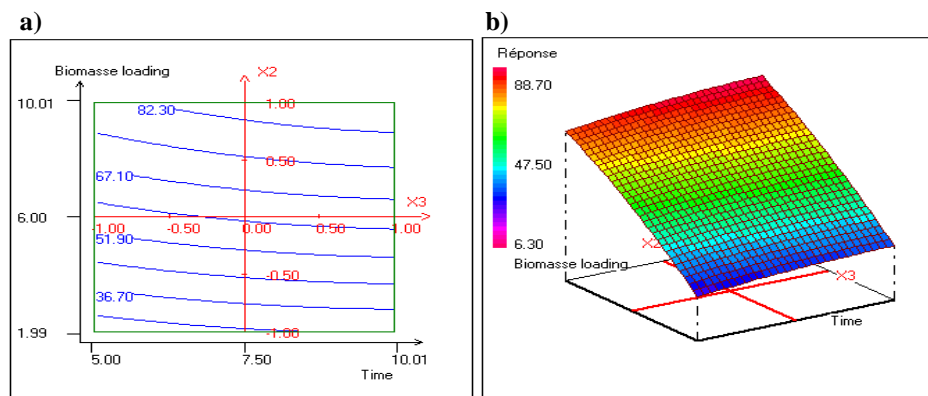 a)
b)
Biomasse loading
X2
10.01
1.00
82.30
0.50
67.10
X3
6.00
-1.00
-0.50
0.00
0.50
1.00
51.90
-0.50
36.70
1.99
-1.00
5.00
7.50
10.01
Time
Réponse
88.70
47.50
6.30
X2
Biomasse loading
X3
Time